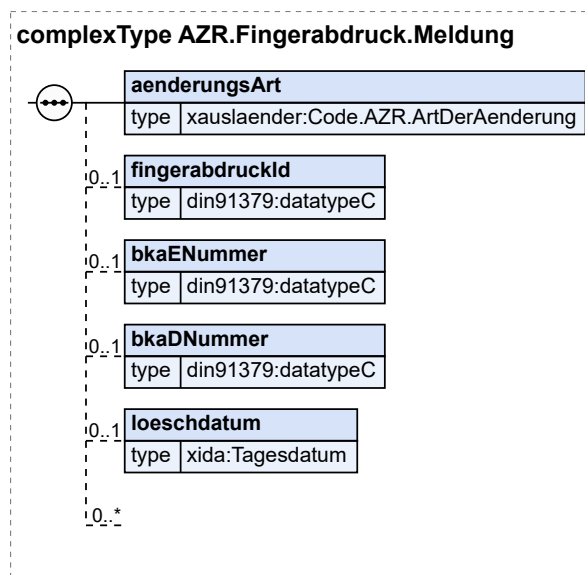 complexType AZR.Fingerabdruck.Meldung
aenderungsArt
type xauslaender:Code.AZR.ArtDerAenderung
0..1 fingerabdruckId
type din91379:datatypeC
0..1 bkaENummer
type din91379:datatypeC
0..1 bkaDNummer
type din91379:datatypeC
0..1 loeschdatum
type xida:Tagesdatum
0..*